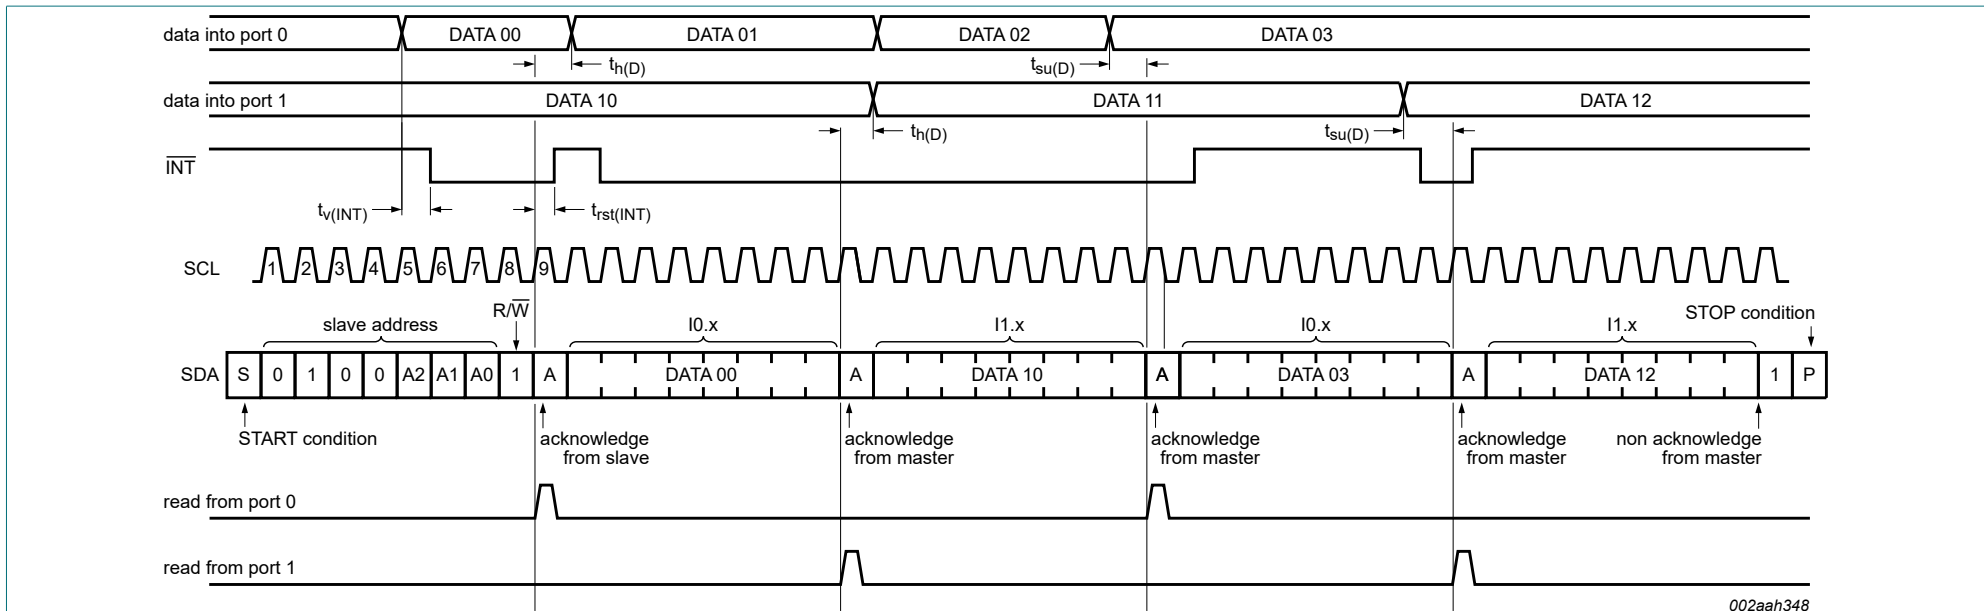 data into port 0 DATA 00 DATA 01 DATA 02 DATA 03
th(D) tsu(D)
data into port 1 DATA 10 DATA 11 DATA 12
th(D) tsu(D)
INT
tv(INT) trst(INT)
SCL 1 2 3 4 5 6 7 8 9
R/W STOP condition
slave address I0.x I1.x I0.x I1.x
SDA S 0 1 0 0 A2 A1 A0 1 A DATA 00 A DATA 10 A DATA 03 A DATA 12 1 P
START condition acknowledge acknowledge acknowledge acknowledge non acknowledge
from slave from master from master from master from master
read from port 0
read from port 1
002aah348